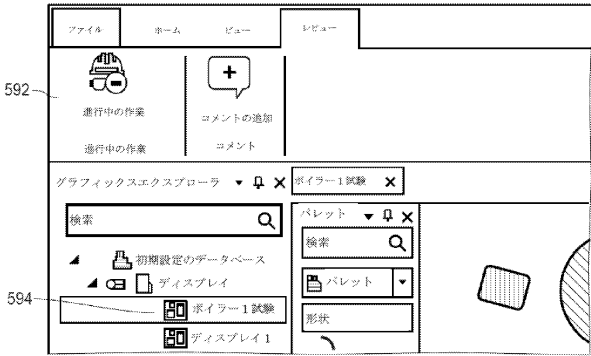 ファイル ホーム ビュー レビュー
592
進行中の作業 コメントの追加
進行中の作業 コメント
グラフィックスエクスプローラ ボイラー1試験
パレット
検索
検索
初期設定のデータベース
ディスプレイ パレット
594
ボイラー1試験 形状
ディスプレイ1